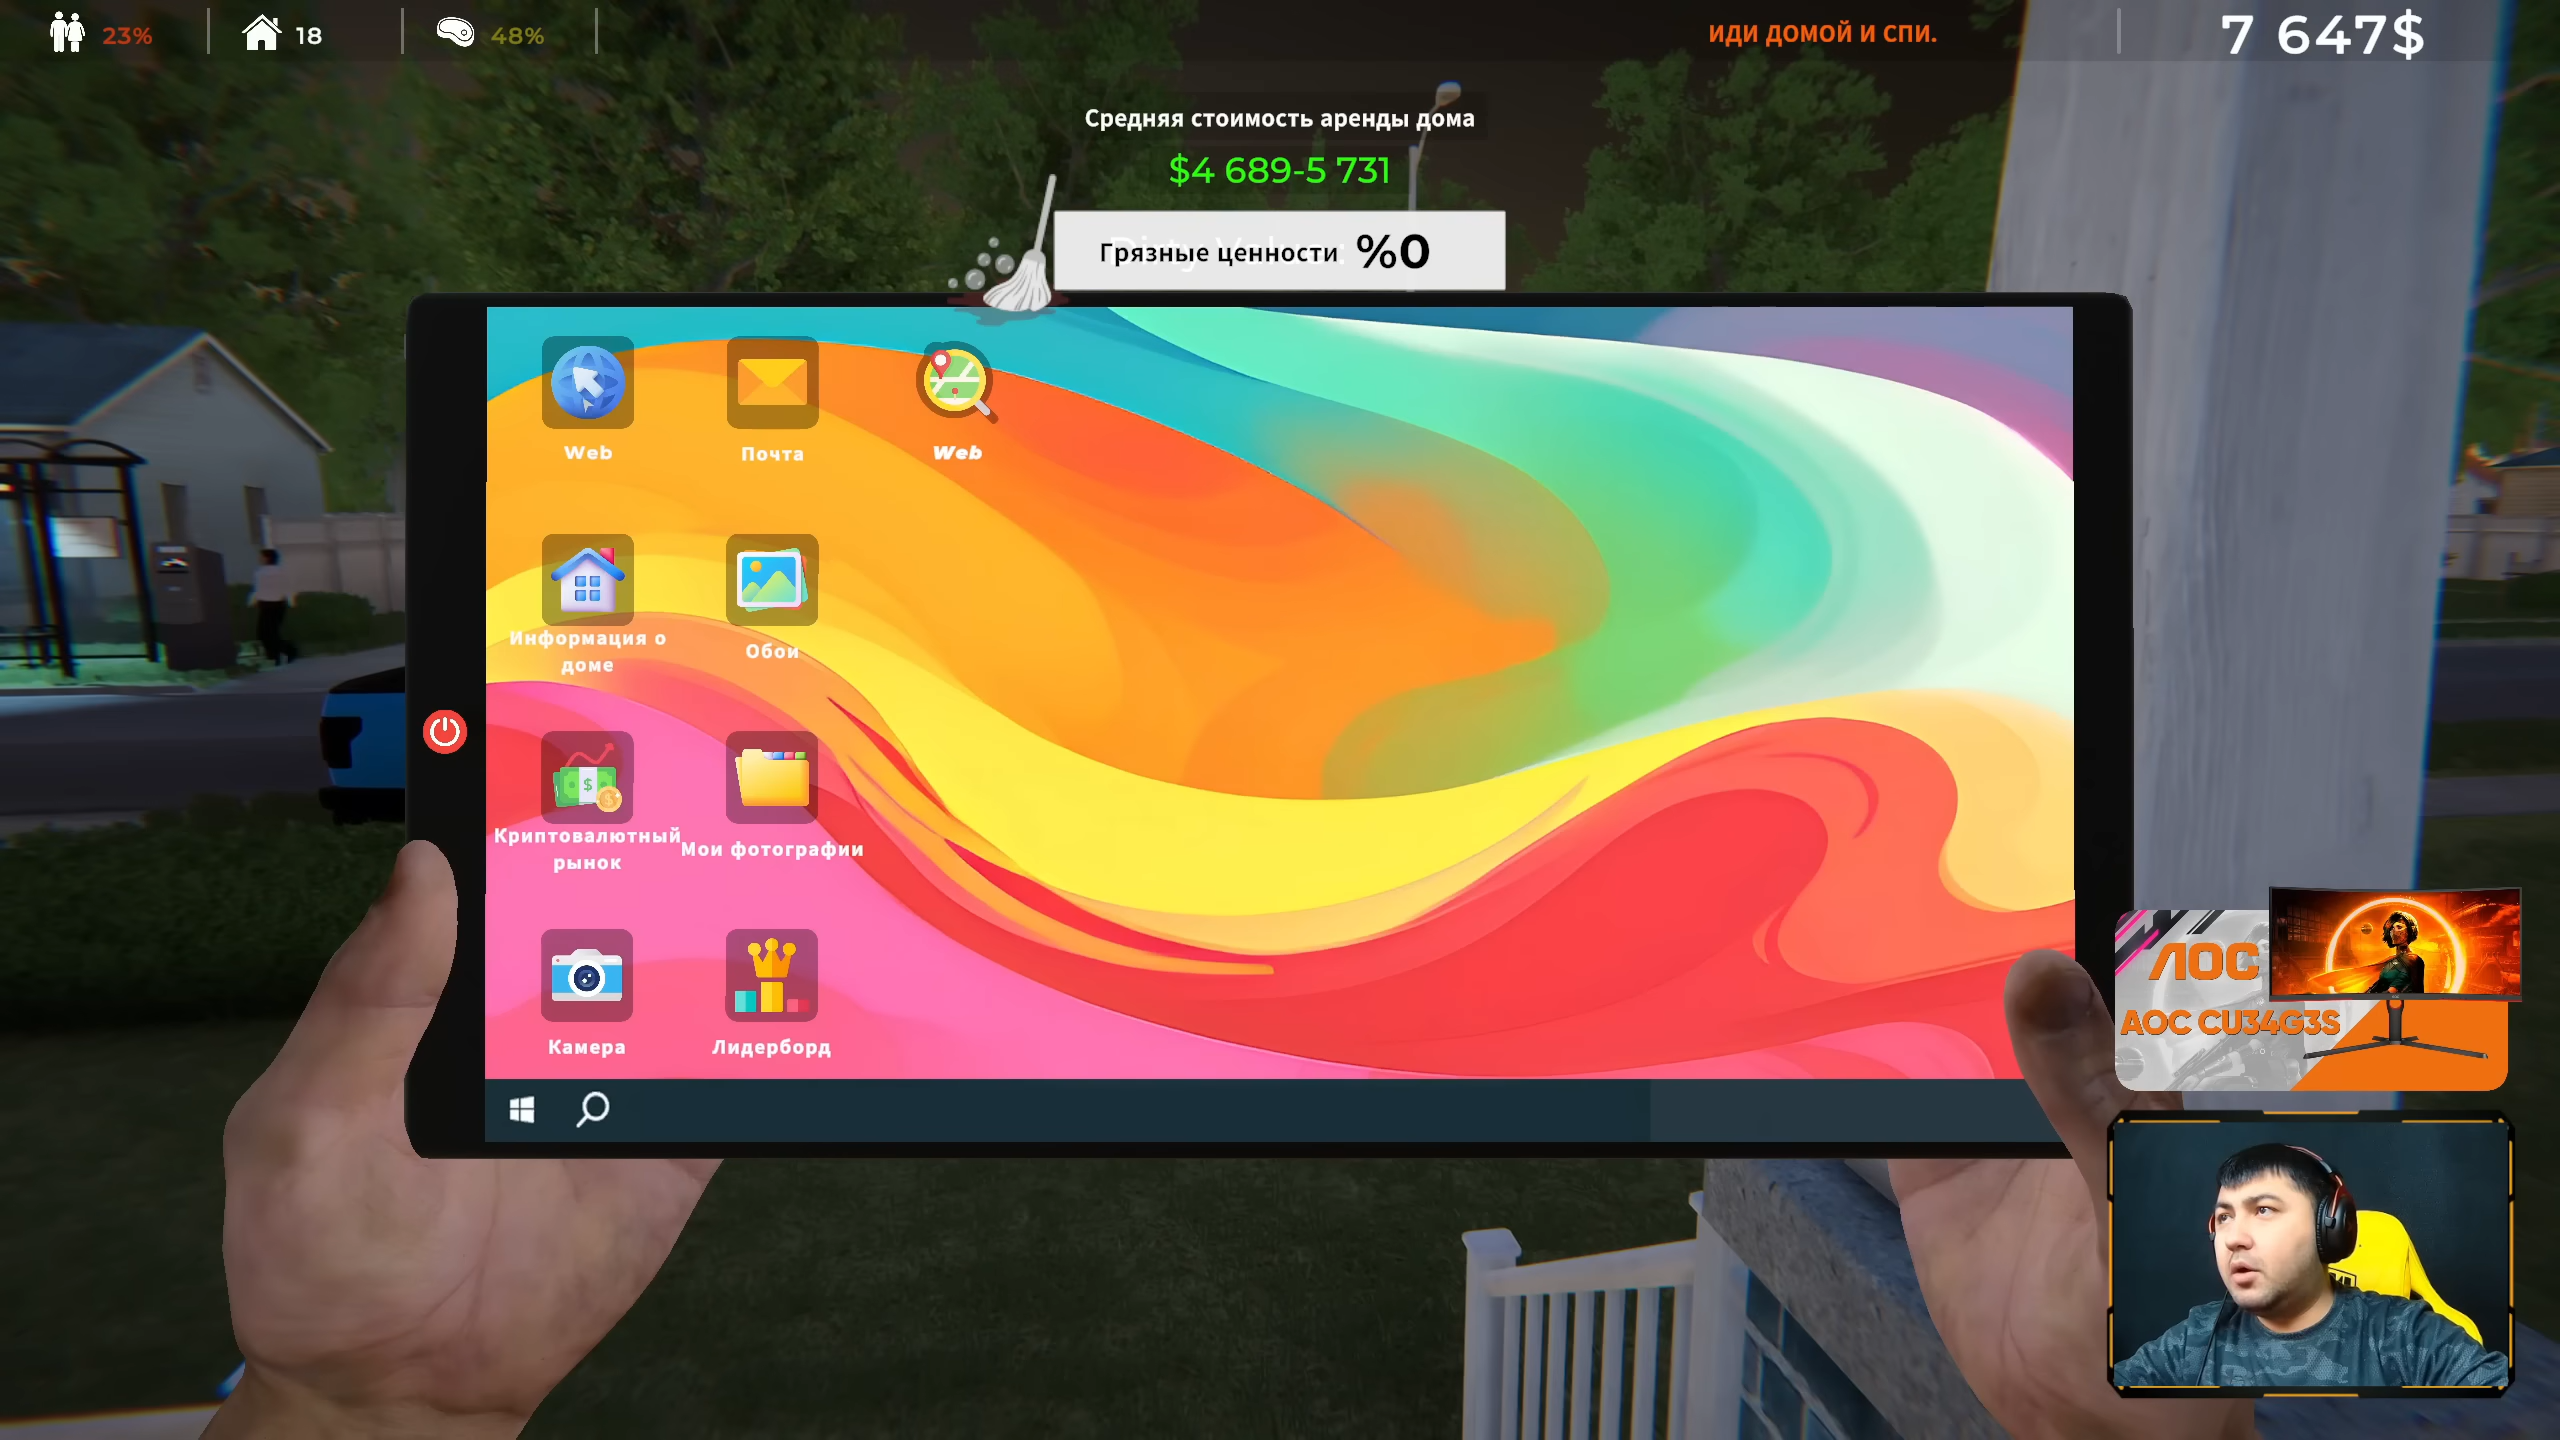 23%
18
48%
ИДИ ДОМОЙ И СПИ.
7 647$
Средняя стоимость аренды дома
$4 689-5 731
Грязные ценности %0
Web
Почта
Web
Информация о
доме
Обои
Криптовалютный
рынок
Мои фотографии
Камера
Лидерборд
AOC
AOC CU34G3S